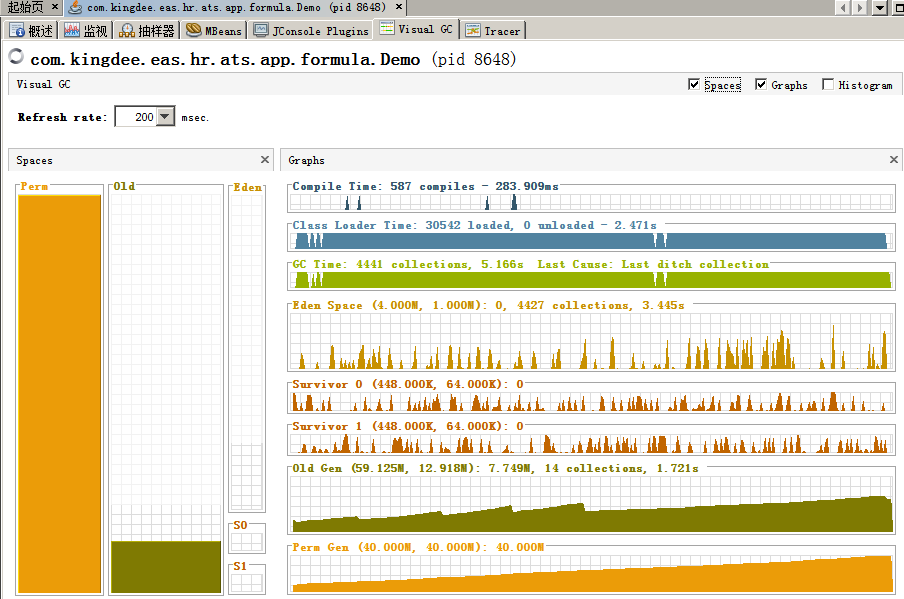 起始页 × com.kingdee.eas.hr.ats.app.formula.Demo (pid 8648) ×
概述 监视 抽样器 MBeans JConsole Plugins Visual GC Tracer
com.kingdee.eas.hr.ats.app.formula.Demo (pid 8648)
Visual GC Spaces Graphs Histogram
Refresh rate: 200 msec.
Spaces × Graphs ×
Perm Old Eden
S0
S1
Compile Time: 587 compiles - 283.909ms
Class Loader Time: 30542 loaded, 0 unloaded - 2.471s
GC Time: 4441 collections, 5.166s Last Cause: Last ditch collection
Eden Space (4.000M, 1.000M): 0, 4427 collections, 3.445s
Survivor 0 (448.000K, 64.000K): 0
Survivor 1 (448.000K, 64.000K): 0
Old Gen (59.125M, 12.918M): 7.749M, 14 collections, 1.721s
Perm Gen (40.000M, 40.000M): 40.000M